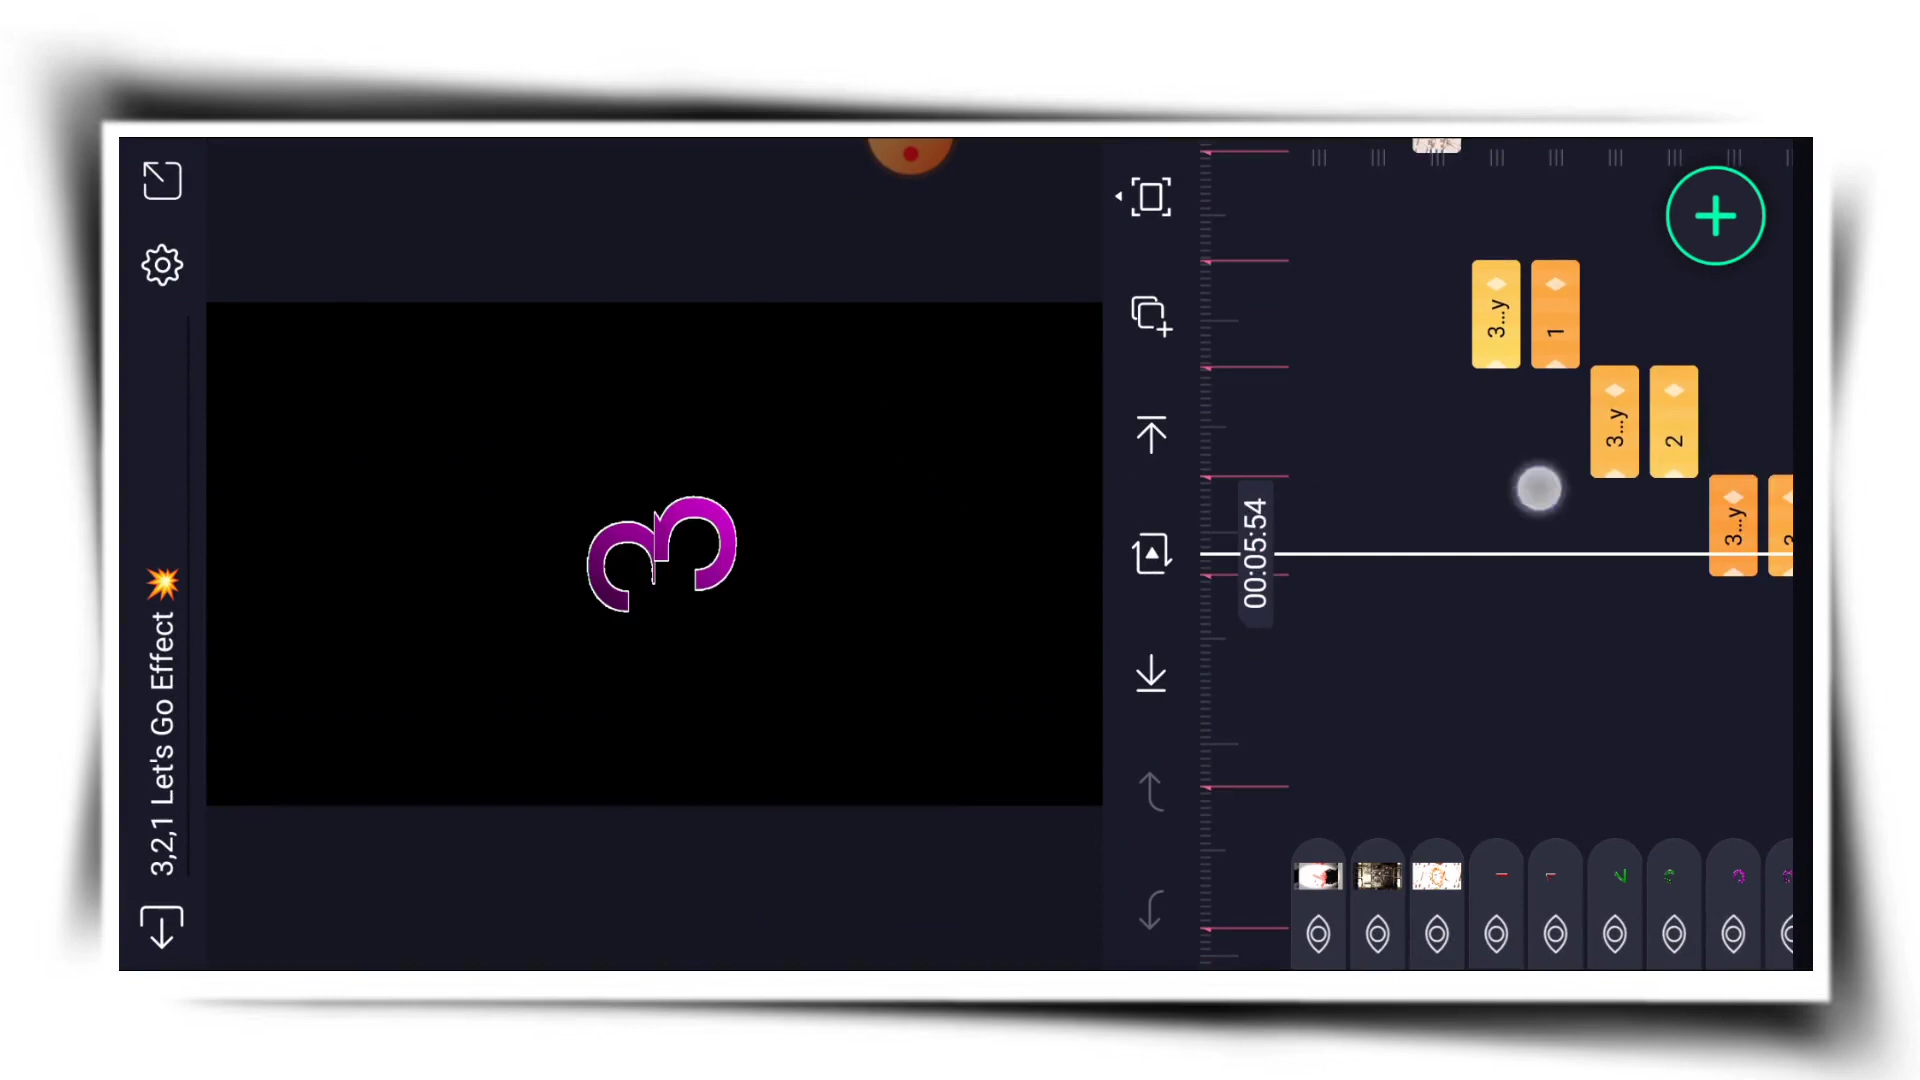 3,2,1 Let's Go Effect 💥
3
00:05:54
3...y
1
3...y
2
3...y